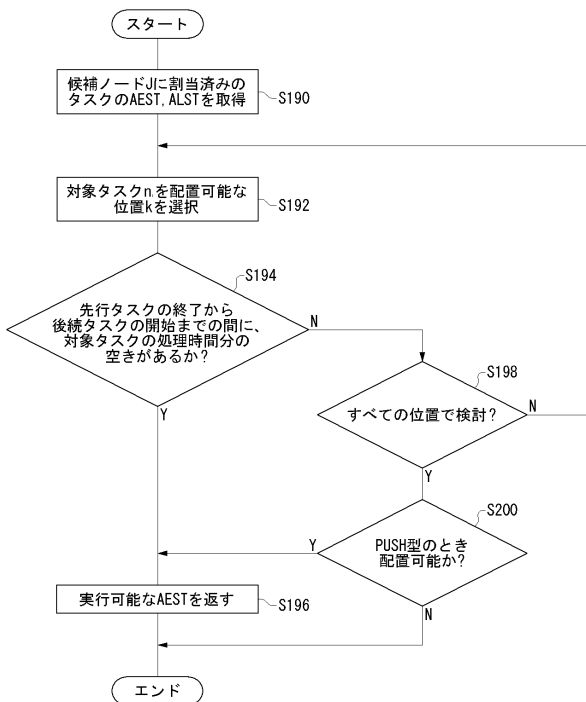 スタート
候補ノードJに割当済みの
タスクのAEST,ALSTを取得
S190
対象タスクnᵢを配置可能な
位置kを選択
S192
S194
先行タスクの終了から
後続タスクの開始までの間に、
対象タスクの処理時間分の
空きがあるか?
N
Y
S198
すべての位置で検討?
N
Y
S200
PUSH型のとき
配置可能か?
Y
N
実行可能なAESTを返す
S196
エンド